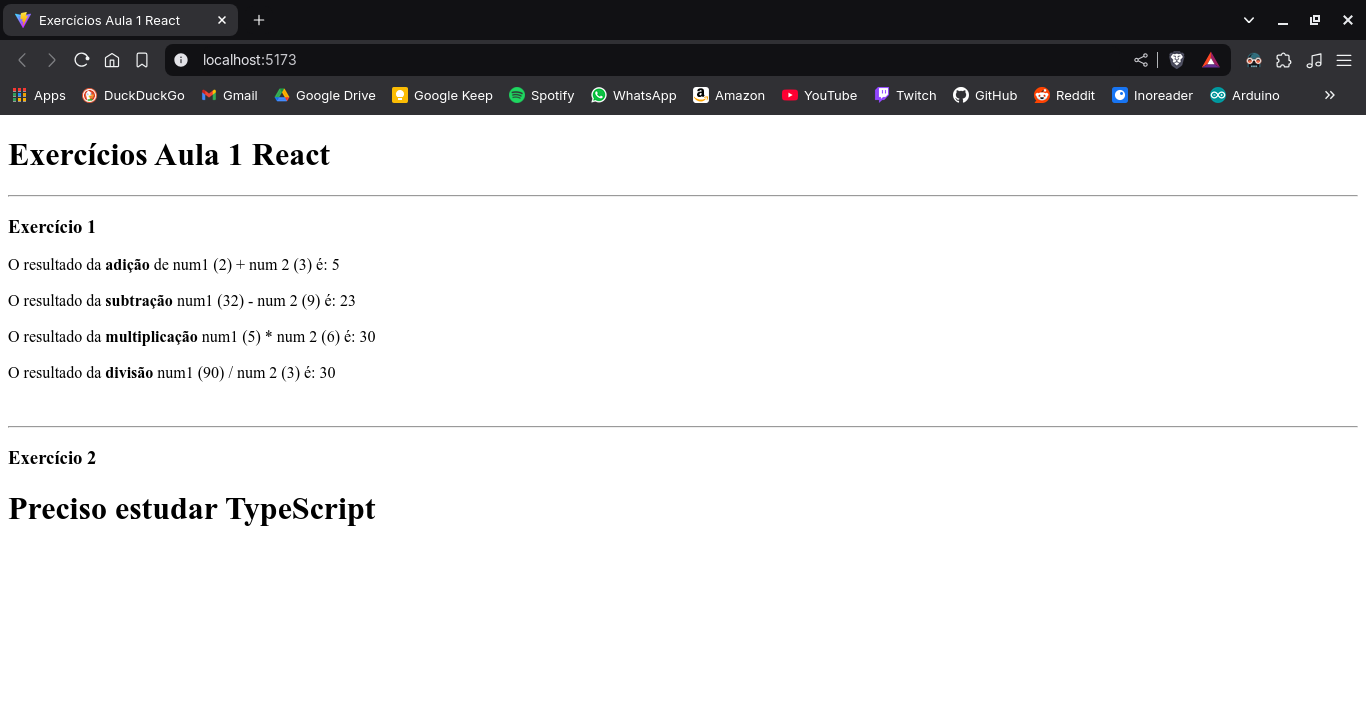 Exercícios Aula 1 React
localhost:5173
Apps DuckDuckGo Gmail Google Drive Google Keep Spotify WhatsApp Amazon YouTube Twitch GitHub Reddit Inoreader Arduino
Exercícios Aula 1 React
Exercício 1
O resultado da adição de num1 (2) + num 2 (3) é: 5
O resultado da subtração num1 (32) - num 2 (9) é: 23
O resultado da multiplicação num1 (5) * num 2 (6) é: 30
O resultado da divisão num1 (90) / num 2 (3) é: 30
Exercício 2
Preciso estudar TypeScript